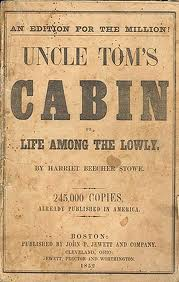 AN EDITION FOR THE MILLION!
UNCLE TOM'S
CABIN
OR,
LIFE AMONG THE LOWLY.
BY HARRIET BEECHER STOWE.
245,000 COPIES,
ALREADY PUBLISHED IN AMERICA.
BOSTON:
PUBLISHED BY JOHN P. JEWETT AND COMPANY.
CLEVELAND, OHIO:
JEWETT, PROCTOR AND WORTHINGTON.
1852